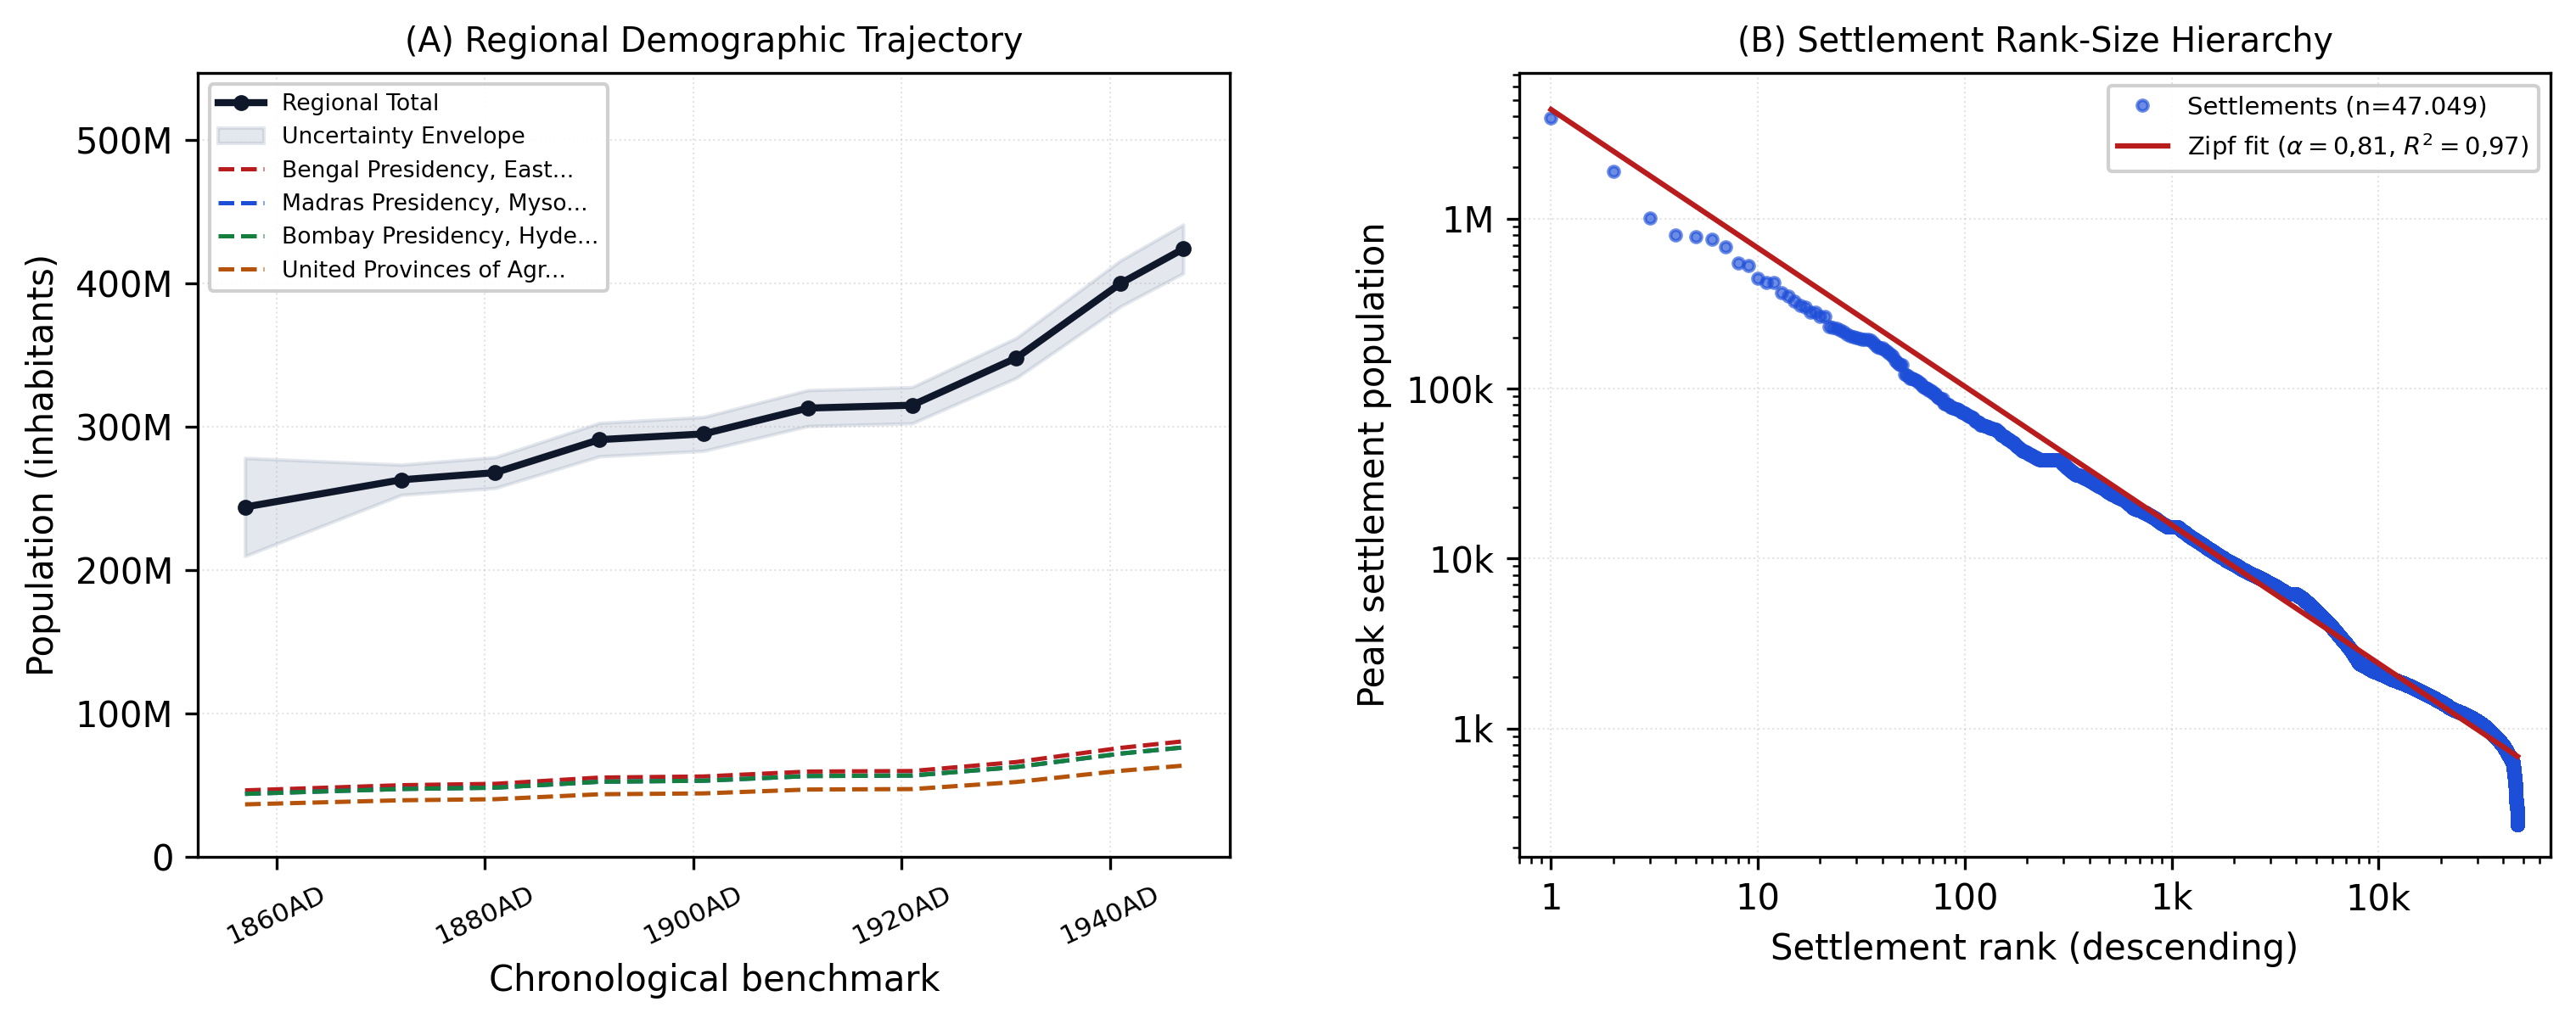 (A) Regional Demographic Trajectory
Population (inhabitants)
500M
400M
300M
200M
100M
0
Regional Total
Uncertainty Envelope
Bengal Presidency, East...
Madras Presidency, Myso...
Bombay Presidency, Hyde...
United Provinces of Agr...
1860AD
1880AD
1900AD
1920AD
1940AD
Chronological benchmark
(B) Settlement Rank-Size Hierarchy
Peak settlement population
1M
100k
10k
1k
Settlements (n=47.049)
Zipf fit (α = 0,81, R² = 0,97)
1
10
100
1k
10k
Settlement rank (descending)